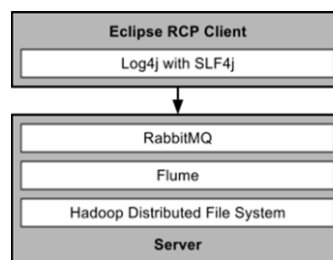 Eclipse RCP Client
Log4j with SLF4j
RabbitMQ
Flume
Hadoop Distributed File System
Server